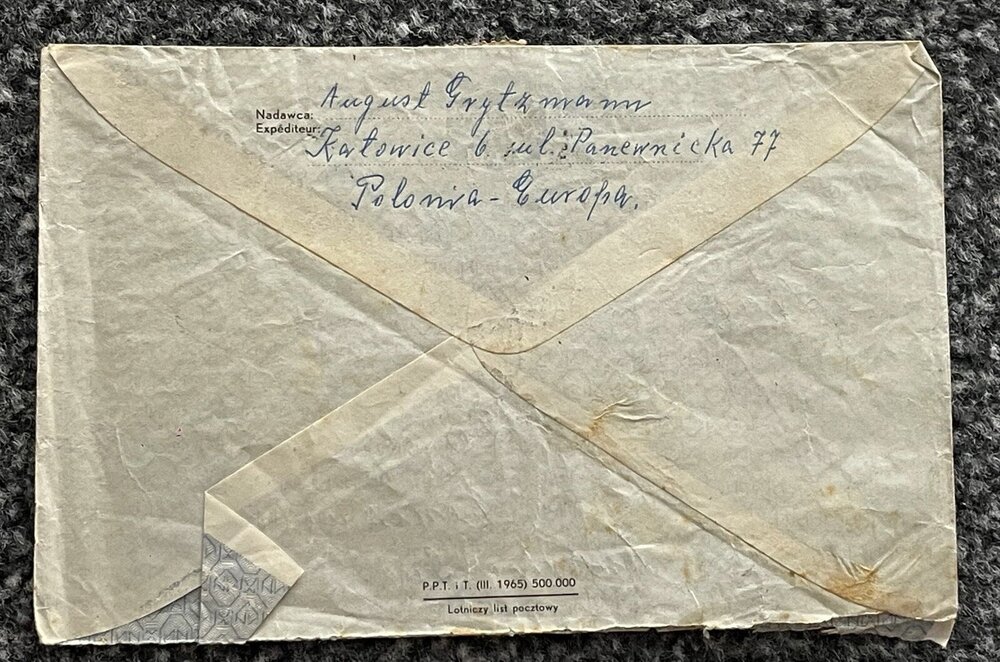 Nadawca: August Grytzmann
Expéditeur: Katowice 6 ul. Panewnicka 77
Polonia - Europa.
P.P.T. i T. (III. 1965) 500.000
Lotniczy list pocztowy